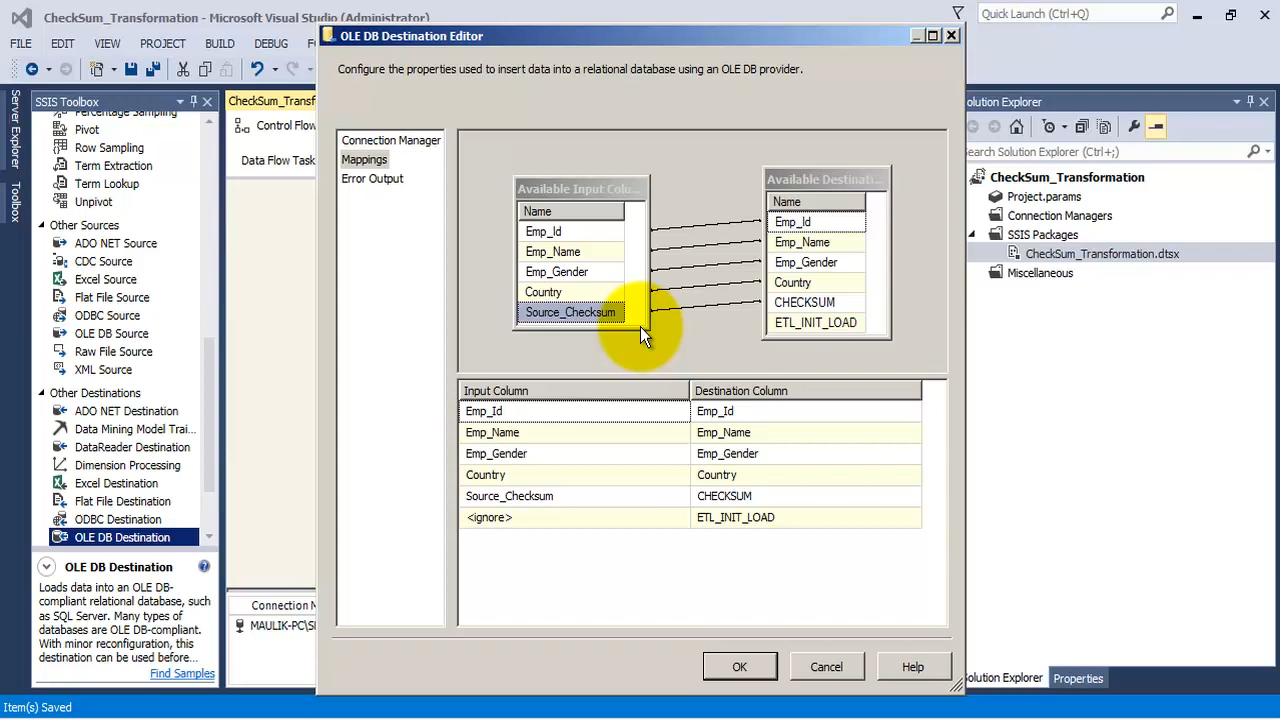 CheckSum_Transformation - Microsoft Visual Studio (Administrator)
Quick Launch (Ctrl+Q)
FILE EDIT VIEW PROJECT BUILD DEBUG
OLE DB Destination Editor
Configure the properties used to insert data into a relational database using an OLE DB provider.
Server Explorer
Toolbox
SSIS Toolbox
Percentage Sampling
Pivot
Row Sampling
Term Extraction
Term Lookup
Unpivot
Other Sources
ADO NET Source
CDC Source
Excel Source
Flat File Source
ODBC Source
OLE DB Source
Raw File Source
XML Source
Other Destinations
ADO NET Destination
Data Mining Model Trai...
DataReader Destination
Dimension Processing
Excel Destination
Flat File Destination
ODBC Destination
OLE DB Destination
OLE DB Destination
Loads data into an OLE DB-
compliant relational database, such
as SQL Server. Many types of
databases are OLE DB-compliant.
With minor reconfiguration, this
destination can be used before...
Find Samples
CheckSum_Transf
Control Flow
Data Flow Task
Connection M
MAULIK-PC\S
Connection Manager
Mappings
Error Output
Available Input Colu...
Name
Emp_Id
Emp_Name
Emp_Gender
Country
Source_Checksum
Available Destinati...
Name
Emp_Id
Emp_Name
Emp_Gender
Country
CHECKSUM
ETL_INIT_LOAD
Input Column Destination Column
Emp_Id Emp_Id
Emp_Name Emp_Name
Emp_Gender Emp_Gender
Country Country
Source_Checksum CHECKSUM
<ignore> ETL_INIT_LOAD
OK Cancel Help
olution Explorer
earch Solution Explorer (Ctrl+;)
CheckSum_Transformation
Project.params
Connection Managers
SSIS Packages
CheckSum_Transformation.dtsx
Miscellaneous
olution Explorer Properties
Item(s) Saved